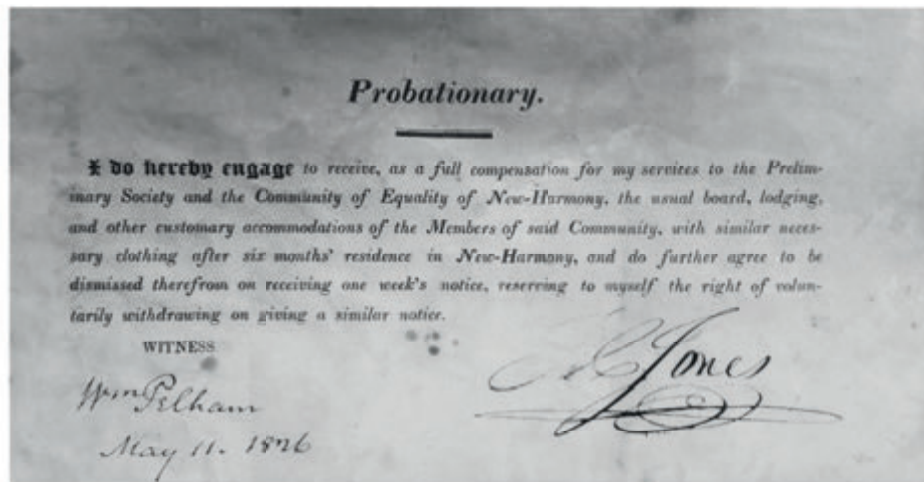 Probationary.
I do hereby engage to receive, as a full compensation for my services to the Prelim-
inary Society and the Community of Equality of New-Harmony, the usual board, lodging,
and other customary accommodations of the Members of said Community, with similar neces-
sary clothing after six months' residence in New-Harmony, and do further agree to be
dismissed therefrom on receiving one week's notice, reserving to myself the right of volun-
tarily withdrawing on giving a similar notice.
WITNESS
Jones
Wm Pelham
May 11. 1826